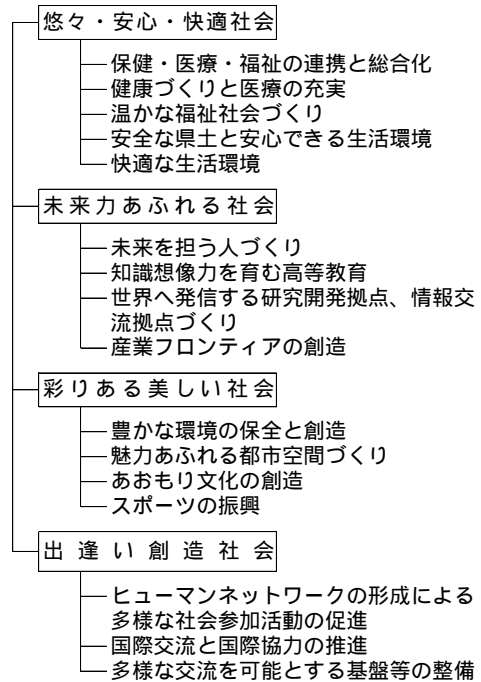 悠々・安心・快適社会
保健・医療・福祉の連携と総合化
健康づくりと医療の充実
温かな福祉社会づくり
安全な県土と安心できる生活環境
快適な生活環境
未来力あふれる社会
未来を担う人づくり
知識想像力を育む高等教育
世界へ発信する研究開発拠点、情報交
流拠点づくり
産業フロンティアの創造
彩りある美しい社会
豊かな環境の保全と創造
魅力あふれる都市空間づくり
あおもり文化の創造
スポーツの振興
出逢い創造社会
ヒューマンネットワークの形成による
多様な社会参加活動の促進
国際交流と国際協力の推進
多様な交流を可能とする基盤等の整備